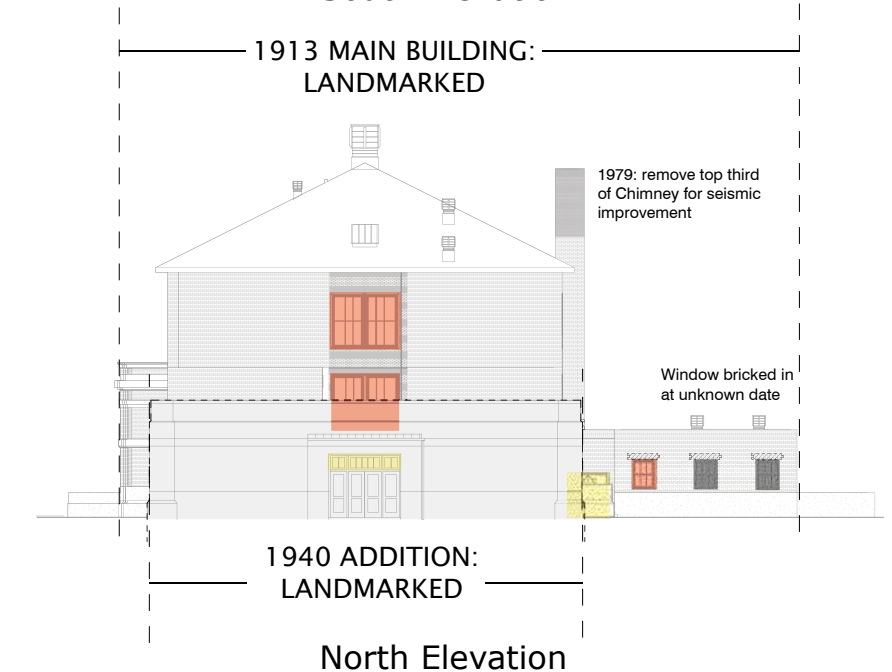 1913 MAIN BUILDING:
LANDMARKED
1979: remove top third
of Chimney for seismic
improvement
Window bricked in
at unknown date
1940 ADDITION:
LANDMARKED
North Elevation